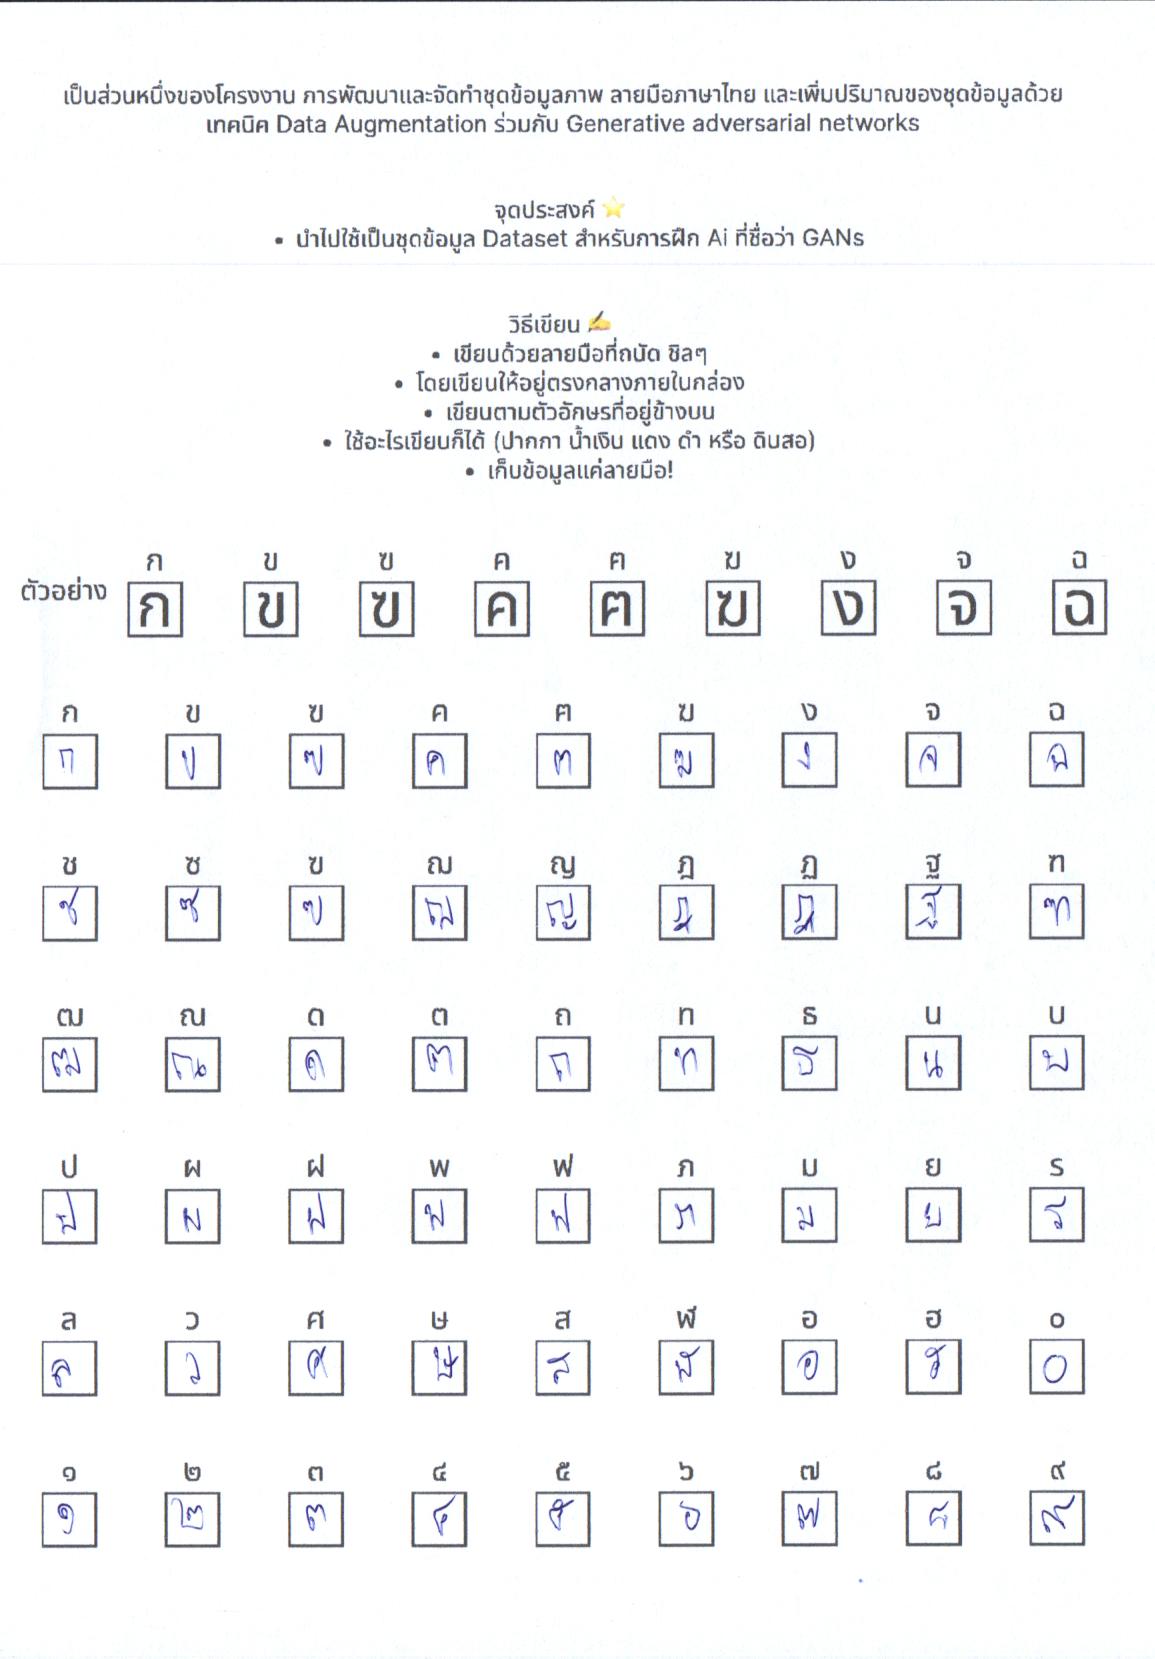 เป็นส่วนหนึ่งของโครงงาน การพัฒนาและจัดทำชุดข้อมูลภาพ ลายมือภาษาไทย และเพิ่มปริมาณของชุดข้อมูลด้วย
เทคนิค Data Augmentation ร่วมกับ Generative adversarial networks
จุดประสงค์ ⭐
• นำไปใช้เป็นชุดข้อมูล Dataset สำหรับการฝึก Ai ที่ชื่อว่า GANs
วิธีเขียน ✍
• เขียนด้วยลายมือที่ถนัด ชิลๆ
• โดยเขียนให้อยู่ตรงกลางภายในกล่อง
• เขียนตามตัวอักษรที่อยู่ข้างบน
• ใช้อะไรเขียนก็ได้ (ปากกา น้ำเงิน แดง ดำ หรือ ดินสอ)
• เก็บข้อมูลแค่ลายมือ!
ก ข ฃ ค ฅ ฆ ง จ ฉ
ตัวอย่าง ก ข ฃ ค ฅ ฆ ง จ ฉ
ก ข ฃ ค ฅ ฆ ง จ ฉ
ก ข ฃ ค ฅ ฆ ง จ ฉ
ช ซ ฃ ฌ ญ ฎ ฏ ฐ ฑ
ช ซ ฃ ฌ ญ ฎ ฏ ฐ ฑ
ฒ ณ ด ต ถ ท ธ น บ
ฒ ณ ด ต ถ ท ธ น บ
ป ผ ฝ พ ฟ ภ ม ย ร
ป ผ ฝ พ ฟ ภ ม ย ร
ล ว ศ ษ ส ฬ อ ฮ ๐
ล ว ศ ษ ส ฬ อ ฮ ๐
๑ ๒ ๓ ๔ ๕ ๖ ๗ ๘ ๙
๑ ๒ ๓ ๔ ๕ ๖ ๗ ๘ ๙